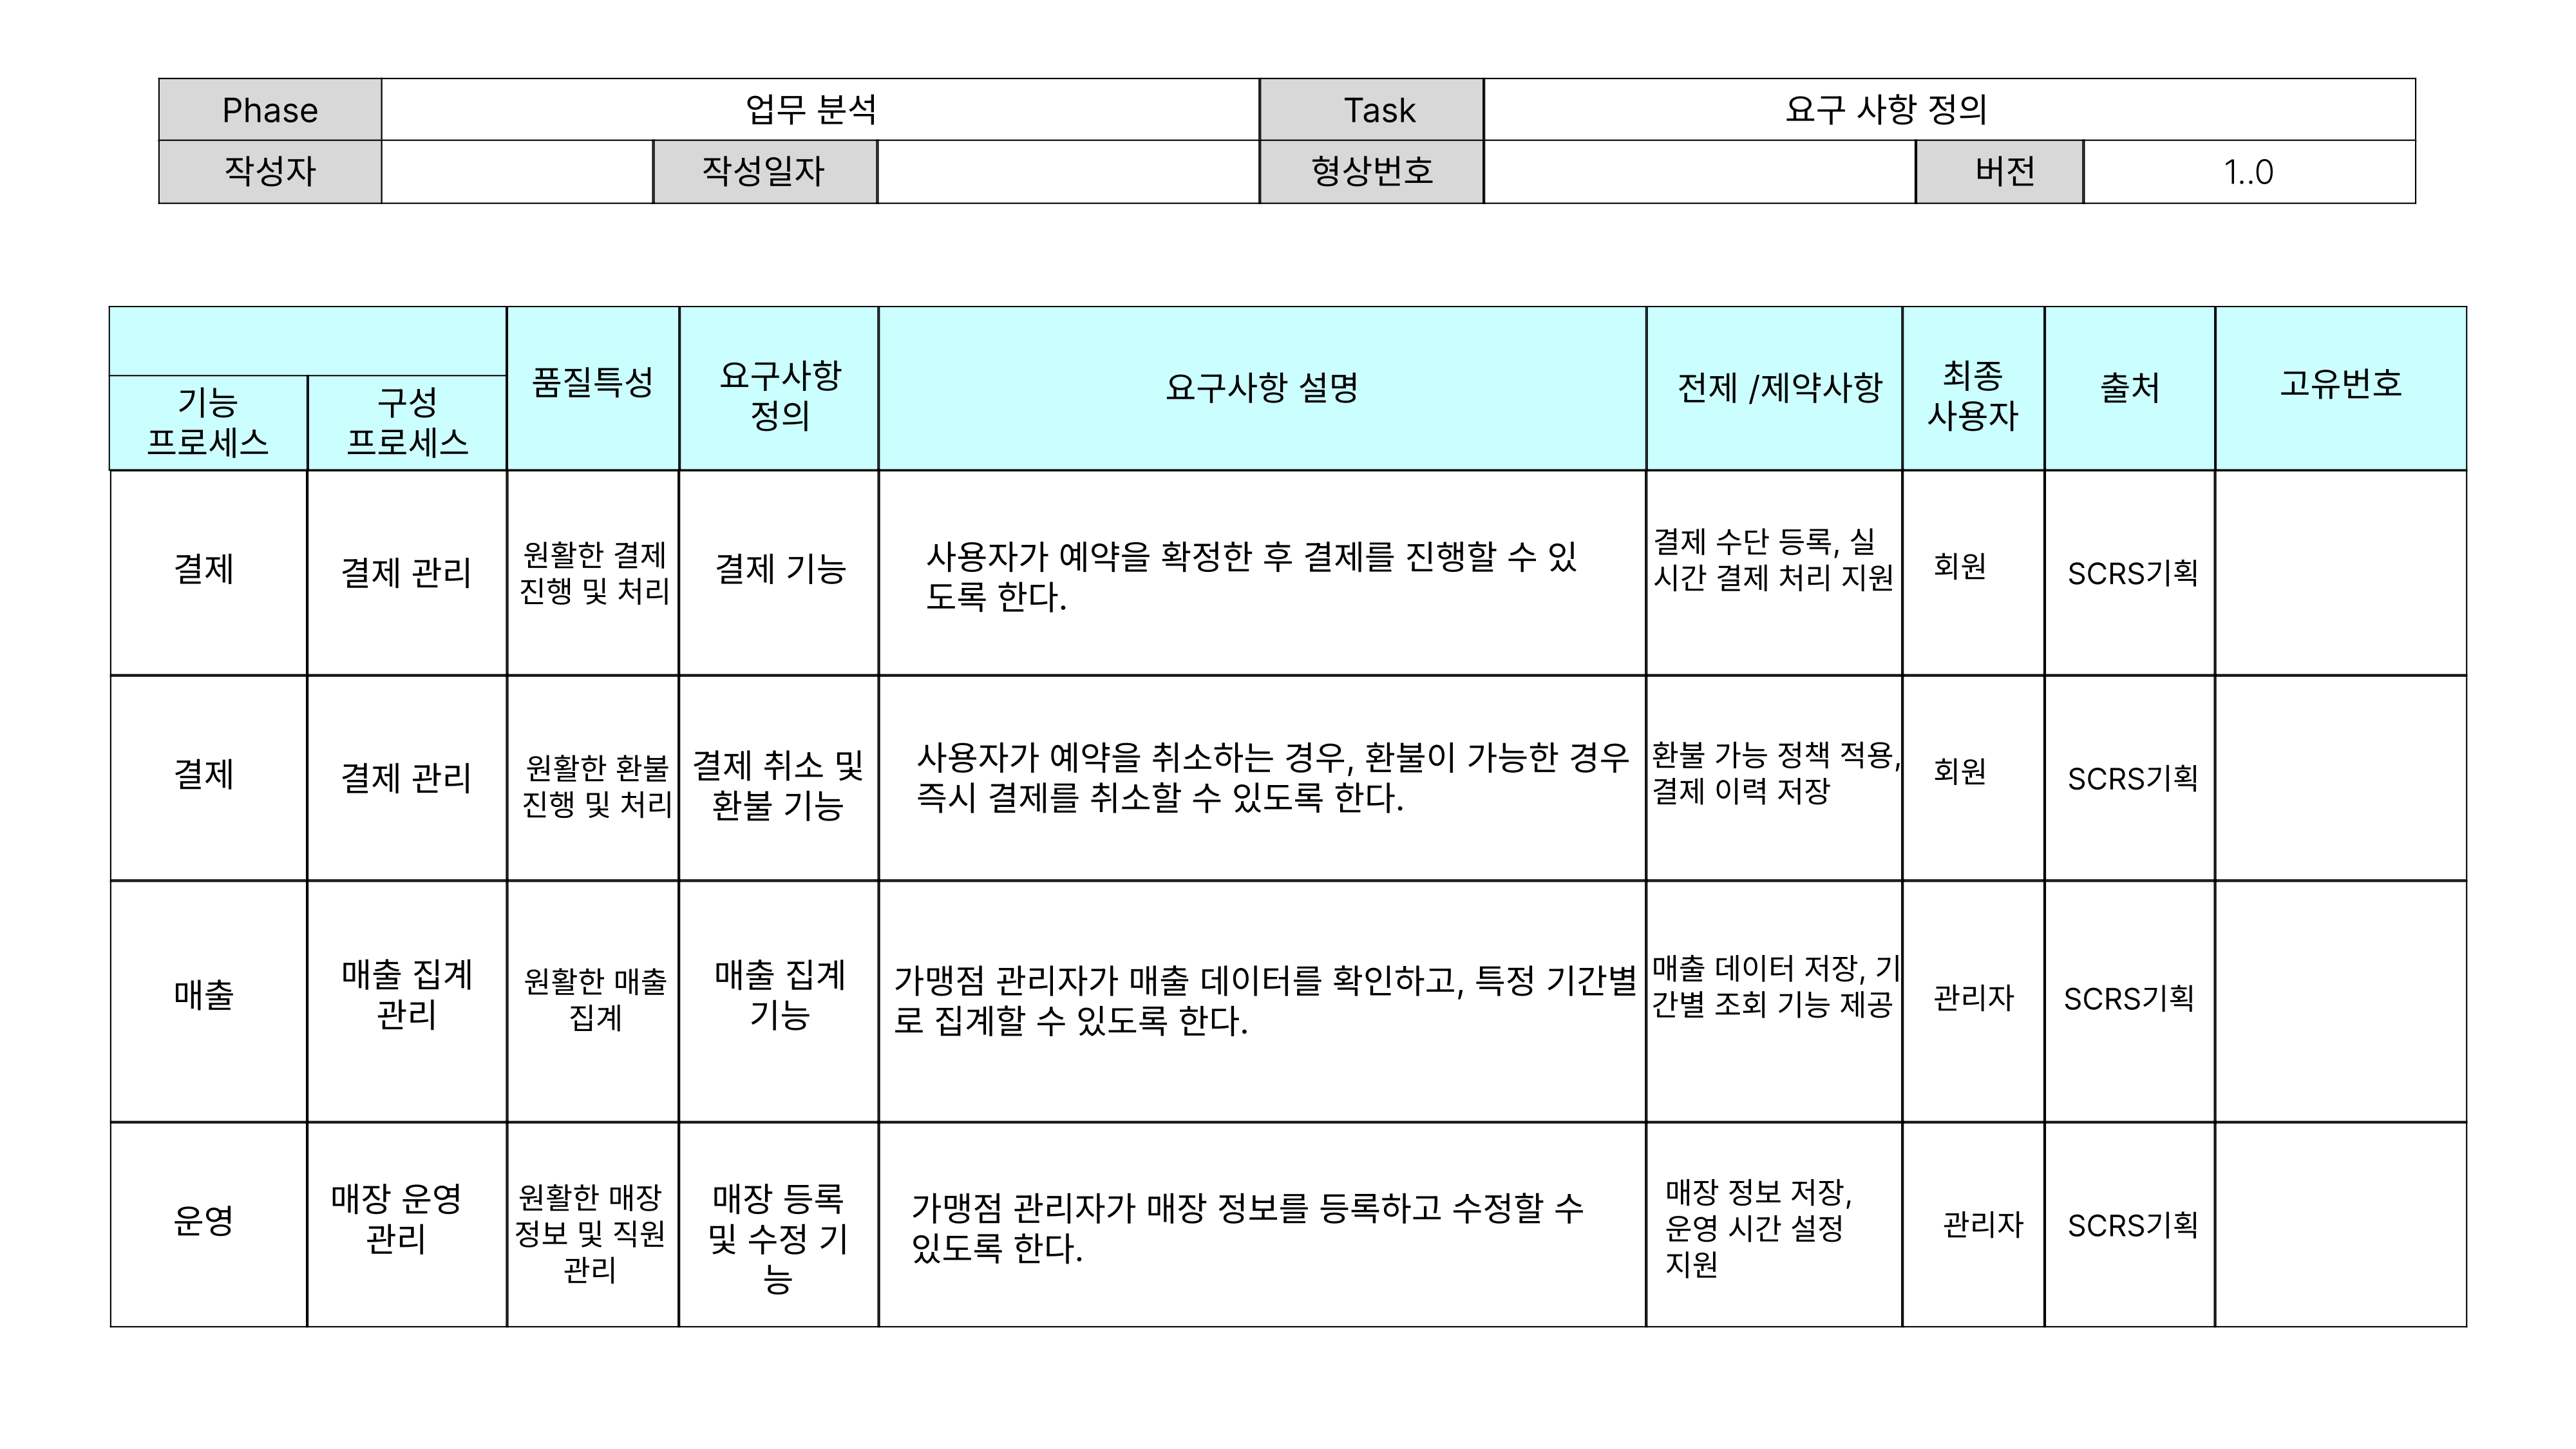 Phase 업무 분석 Task 요구 사항 정의
작성자 작성일자 형상번호 버전 1..0
기능
프로세스
구성
프로세스
품질특성
요구사항
정의
요구사항 설명
전제 /제약사항
최종
사용자
출처
고유번호
결제
결제 관리
원활한 결제
진행 및 처리
결제 기능
사용자가 예약을 확정한 후 결제를 진행할 수 있
도록 한다.
결제 수단 등록, 실
시간 결제 처리 지원
회원
SCRS기획
결제
결제 관리
원활한 환불
진행 및 처리
결제 취소 및
환불 기능
사용자가 예약을 취소하는 경우, 환불이 가능한 경우
즉시 결제를 취소할 수 있도록 한다.
환불 가능 정책 적용,
결제 이력 저장
회원
SCRS기획
매출
매출 집계
관리
원활한 매출
집계
매출 집계
기능
가맹점 관리자가 매출 데이터를 확인하고, 특정 기간별
로 집계할 수 있도록 한다.
매출 데이터 저장, 기
간별 조회 기능 제공
관리자
SCRS기획
운영
매장 운영
관리
원활한 매장
정보 및 직원
관리
매장 등록
및 수정 기
능
가맹점 관리자가 매장 정보를 등록하고 수정할 수
있도록 한다.
매장 정보 저장,
운영 시간 설정
지원
관리자
SCRS기획